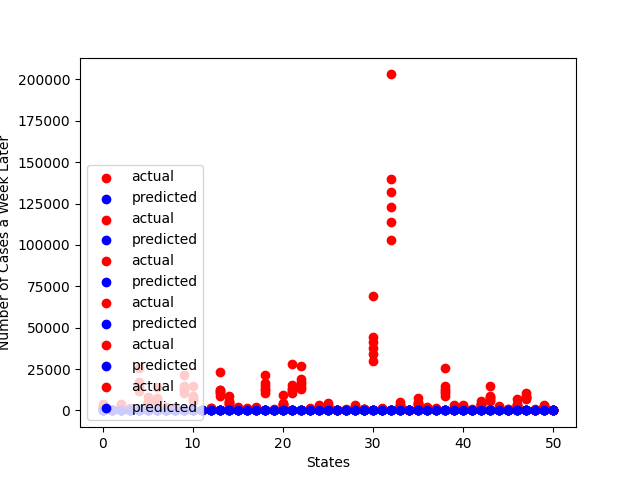 200000
175000
150000
125000
100000
75000
50000
25000
0
Number of Cases a Week Later
actual
predicted
actual
predicted
actual
predicted
actual
predicted
actual
predicted
actual
predicted
0 10 20 30 40 50
States